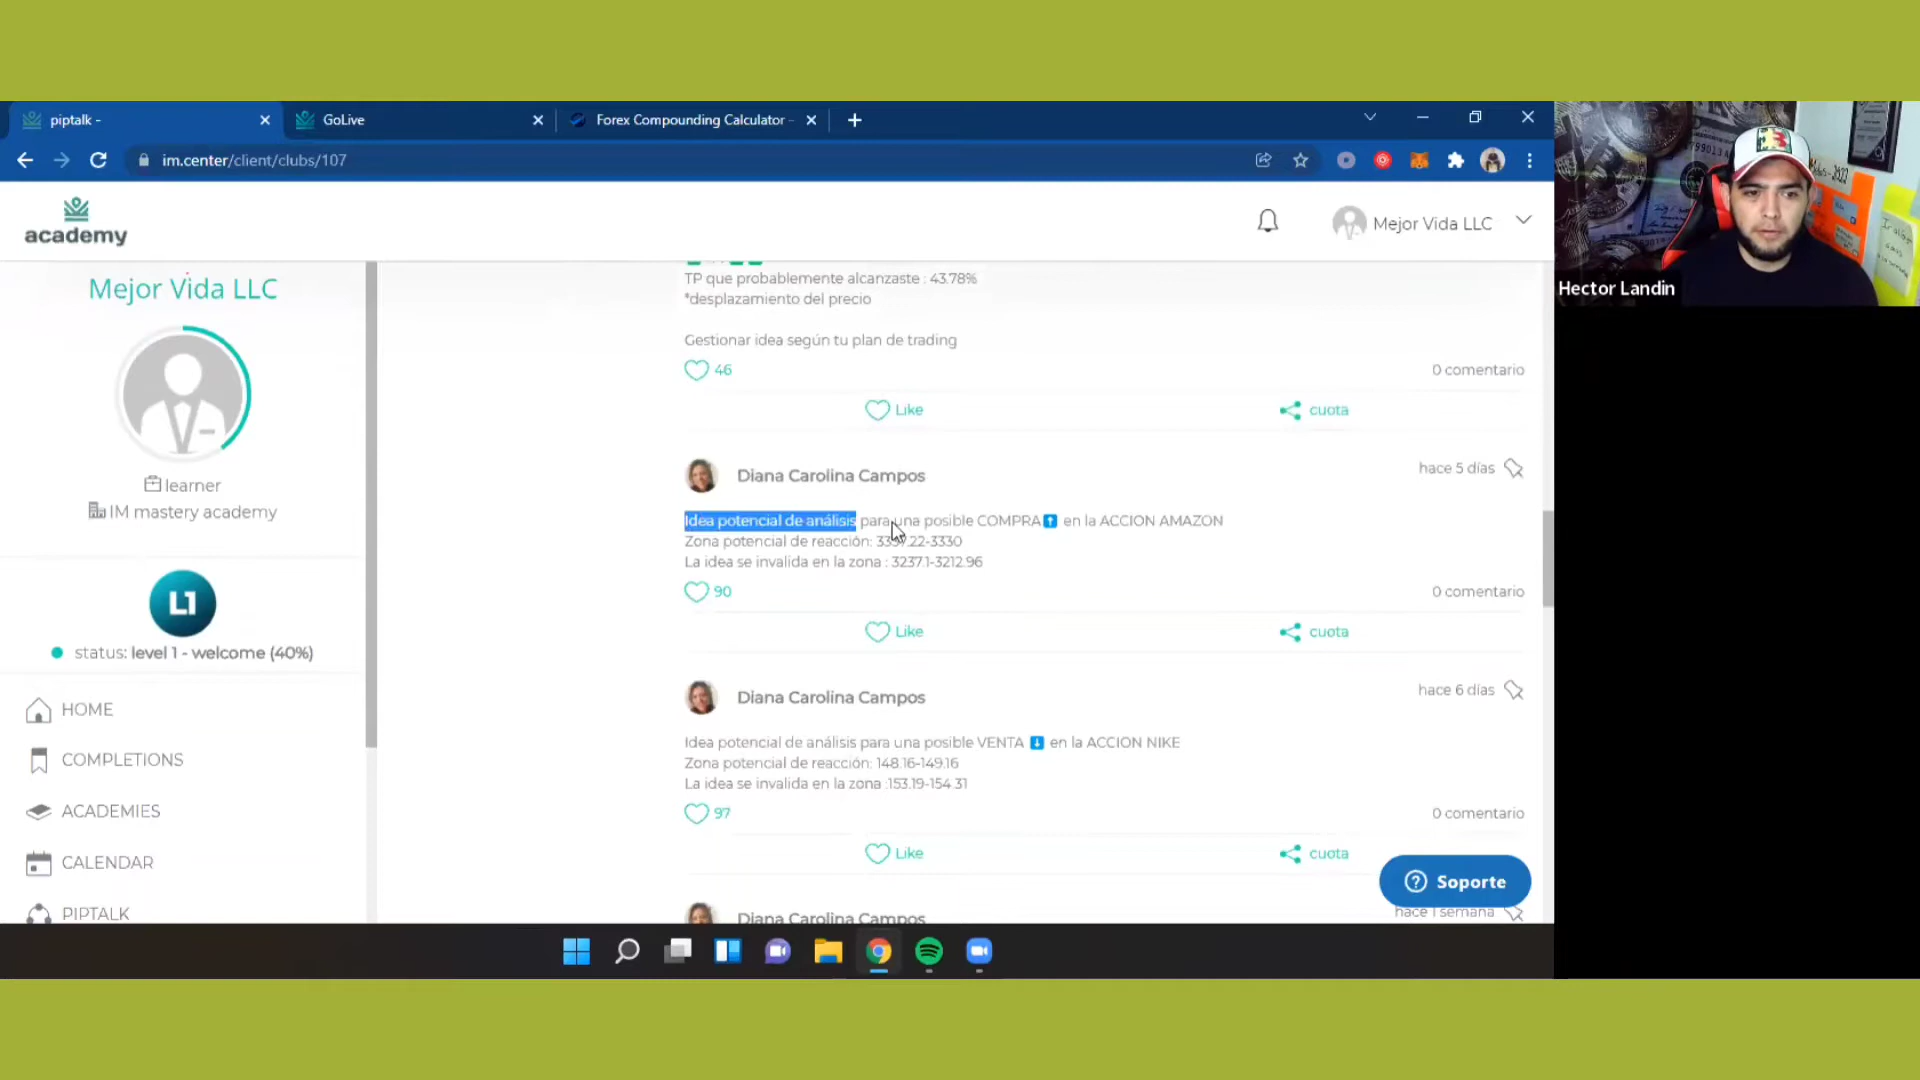 piptalk -
GoLive
Forex Compounding Calculator -
im.center/client/clubs/107
academy
Mejor Vida LLC
Mejor Vida LLC
learner
IM mastery academy
L1
status: level 1 - welcome (40%)
HOME
COMPLETIONS
ACADEMIES
CALENDAR
PIPTALK
TP que probablemente alcanzaste : 43.78%
*desplazamiento del precio
Gestionar idea según tu plan de trading
46
0 comentario
Like
cuota
Diana Carolina Campos
hace 5 días
Idea potencial de análisis para una posible COMPRA⬆ en la ACCION AMAZON
Zona potencial de reacción:
La idea se invalida en la zona : 3237.1-3212.96
90
0 comentario
Like
cuota
Diana Carolina Campos
hace 6 días
Idea potencial de análisis para una posible VENTA ⬇ en la ACCION NIKE
Zona potencial de reacción: 148.16-149.16
La idea se invalida en la zona :153.19-154.31
97
0 comentario
Like
cuota
Soporte
Diana Carolina Campos
hace 1 semana
Hector Landin